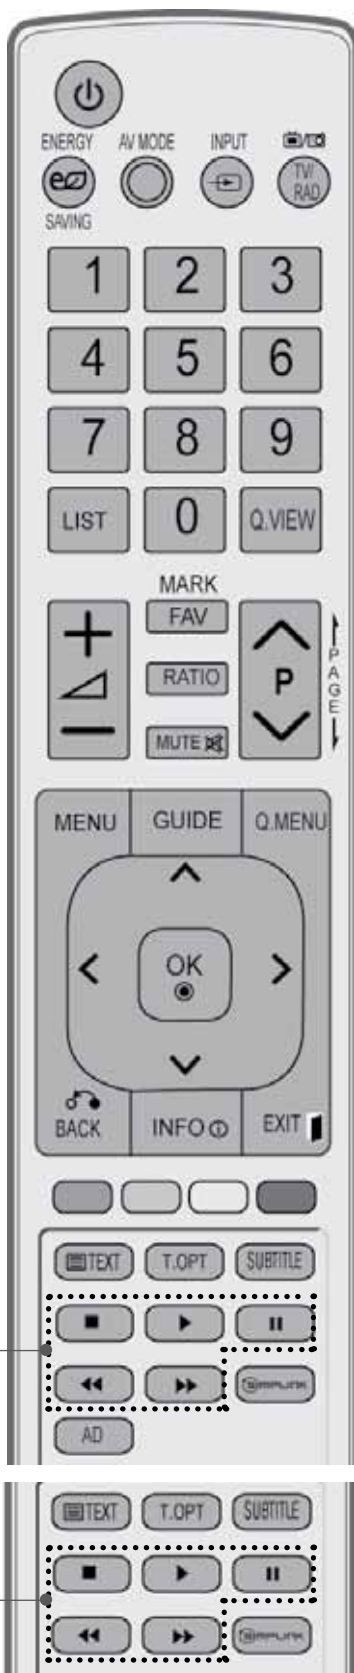 ENERGY AV MODE INPUT
TV/
RAD
SAVING
1 2 3
4 5 6
7 8 9
LIST 0 Q.VIEW
MARK
FAV
RATIO
P
PAGE
MUTE
MENU GUIDE Q.MENU
OK
BACK INFO EXIT
TEXT T.OPT SUBTITLE
SIMPLINK
AD
TEXT T.OPT SUBTITLE
SIMPLINK